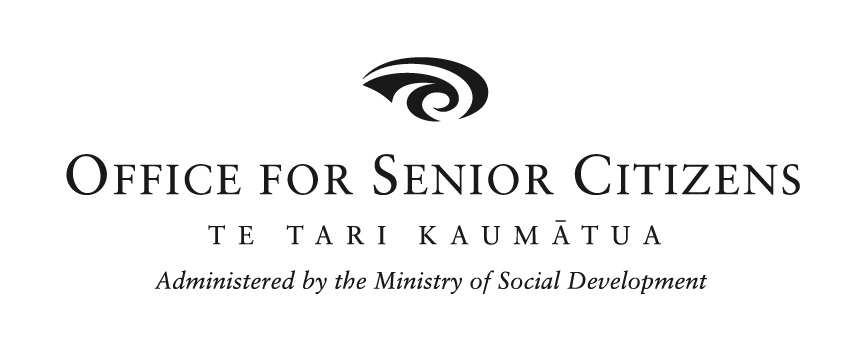 OFFICE FOR SENIOR CITIZENS
TE TARI KAUMĀTUA
Administered by the Ministry of Social Development